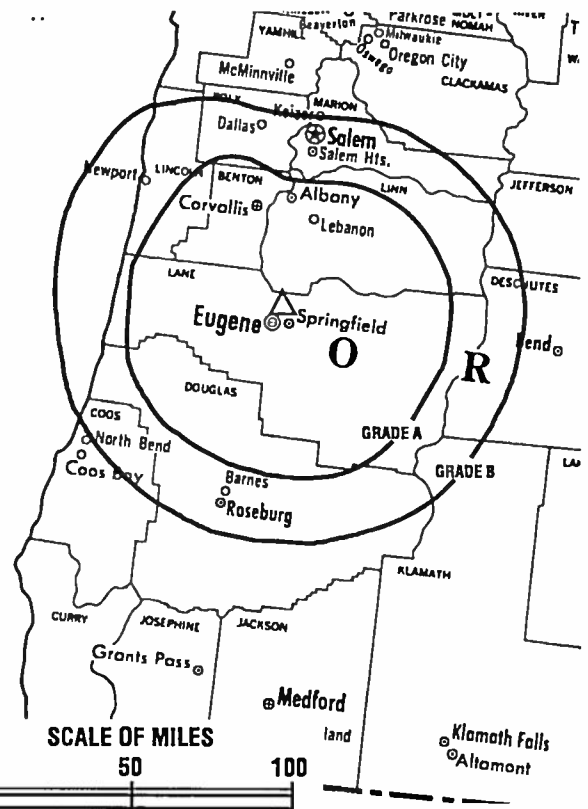 Beaverton
Parkrose
NOMAH
YAMHILL
Milwaukie
Oswego
Oregon City
McMinnville
CLACKAMAS
POLK
MARION
Keizer
Dallas
Salem
Salem Hts.
Newport
LINCOLN
BENTON
LINN
JEFFERSON
Albany
Corvallis
Lebanon
LANE
DESCHUTES
Eugene
Springfield
Bend
O
R
DOUGLAS
COOS
GRADE A
North Bend
Coos Bay
GRADE B
LA
Barnes
Roseburg
KLAMATH
CURRY
JOSEPHINE
JACKSON
Grants Pass
Medford
SCALE OF MILES
land
Klamath Falls
Altamont
50
100